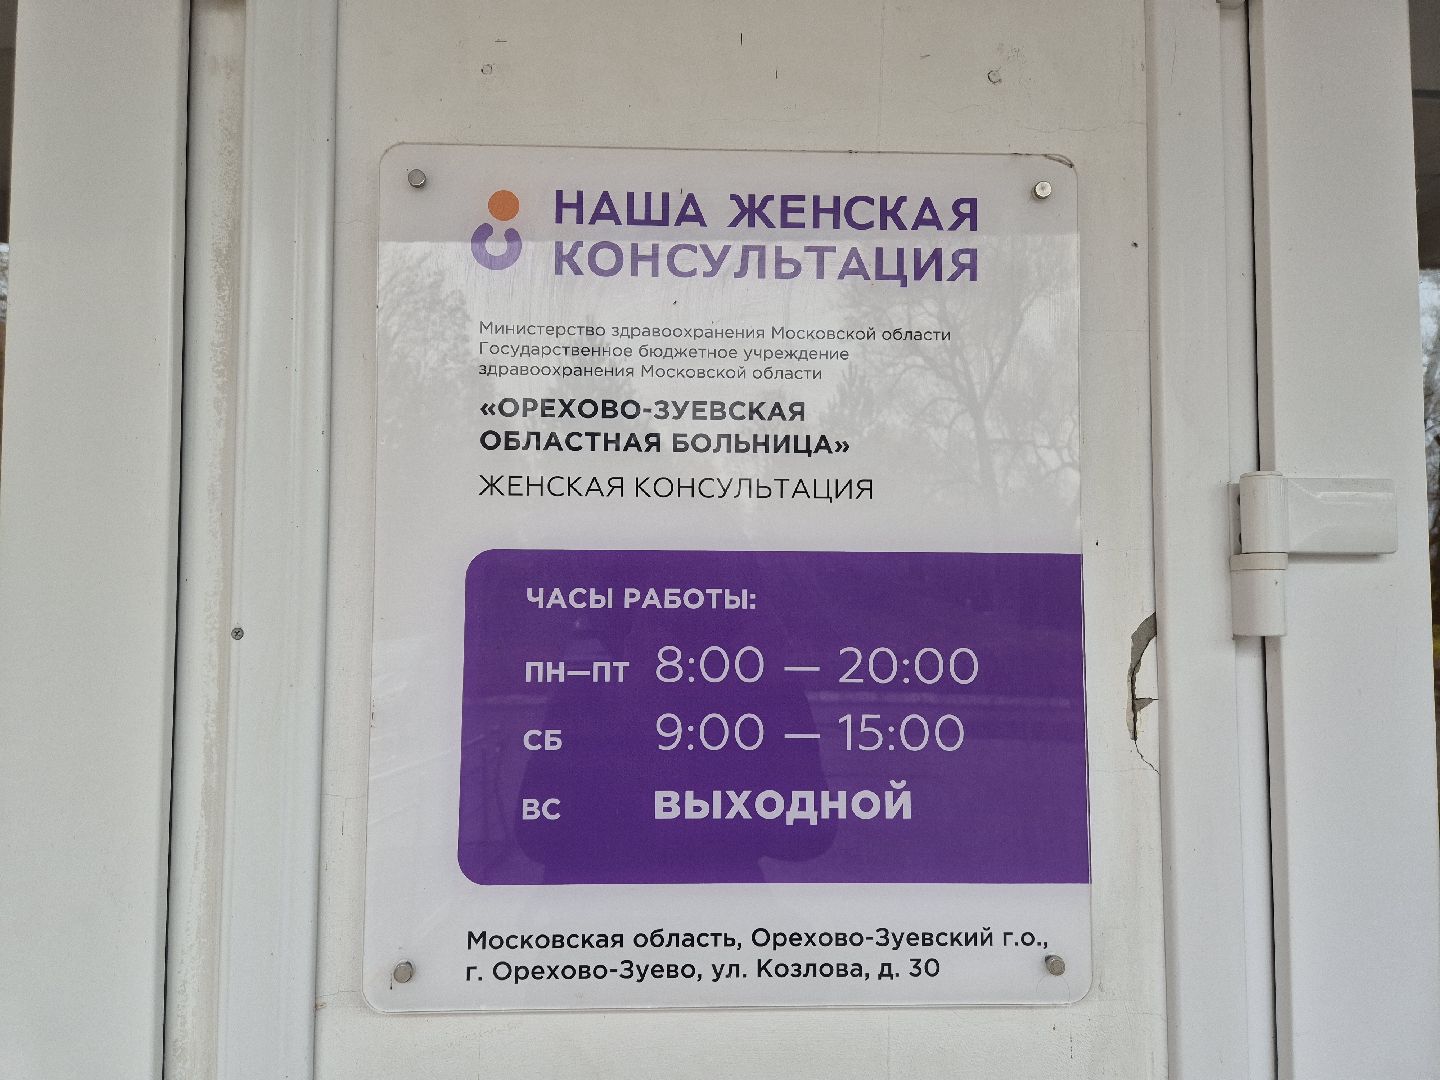 НАША ЖЕНСКАЯ
КОНСУЛЬТАЦИЯ
Министерство здравоохранения Московской области
Государственное бюджетное учреждение
здравоохранения Московской области
«ОРЕХОВО-ЗУЕВСКАЯ
ОБЛАСТНАЯ БОЛЬНИЦА»
ЖЕНСКАЯ КОНСУЛЬТАЦИЯ
ЧАСЫ РАБОТЫ:
ПН—ПТ 8:00 — 20:00
СБ 9:00 — 15:00
ВС ВЫХОДНОЙ
Московская область, Орехово-Зуевский г.о.,
г. Орехово-Зуево, ул. Козлова, д. 30